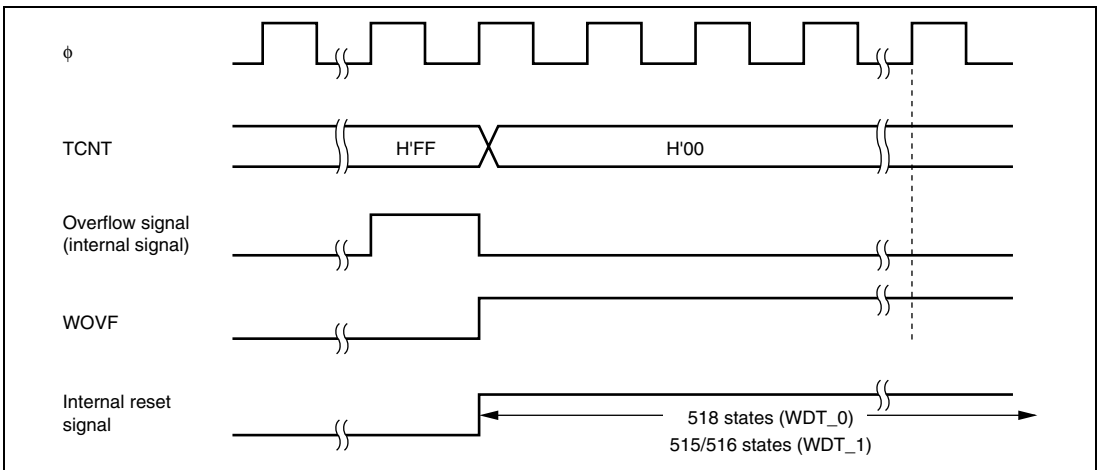 ϕ
TCNT
H'FF
H'00
Overflow signal
(internal signal)
WOVF
Internal reset
signal
518 states (WDT_0)
515/516 states (WDT_1)